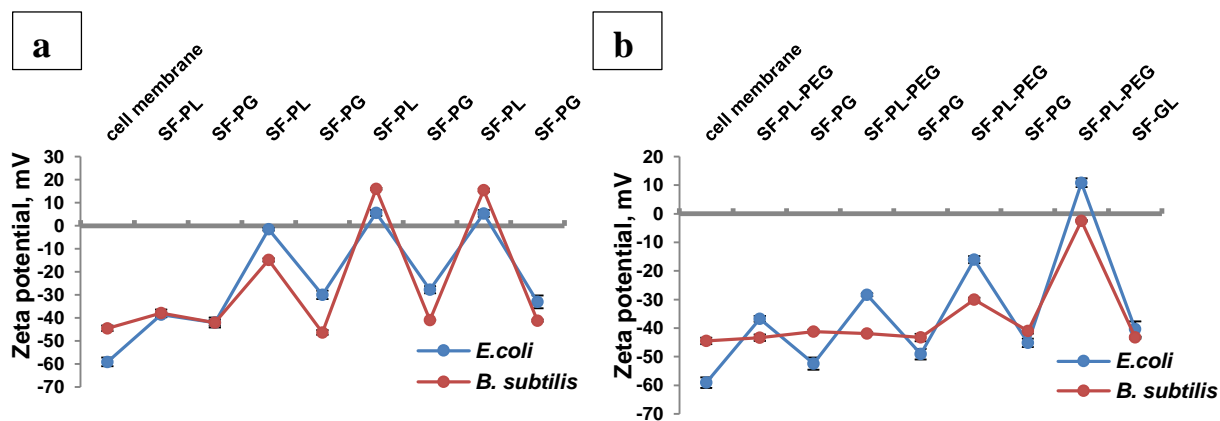 a
cell membrane
SF-PL
SF-PG
SF-PL
SF-PG
SF-PL
SF-PG
SF-PL
SF-PG
Zeta potential, mV
30
20
10
0
-10
-20
-30
-40
-50
-60
-70
E.coli
B. subtilis
b
cell membrane
SF-PL-PEG
SF-PG
SF-PL-PEG
SF-PG
SF-PL-PEG
SF-PG
SF-PL-PEG
SF-GL
Zeta potential, mV
20
10
0
-10
-20
-30
-40
-50
-60
-70
E.coli
B. subtilis